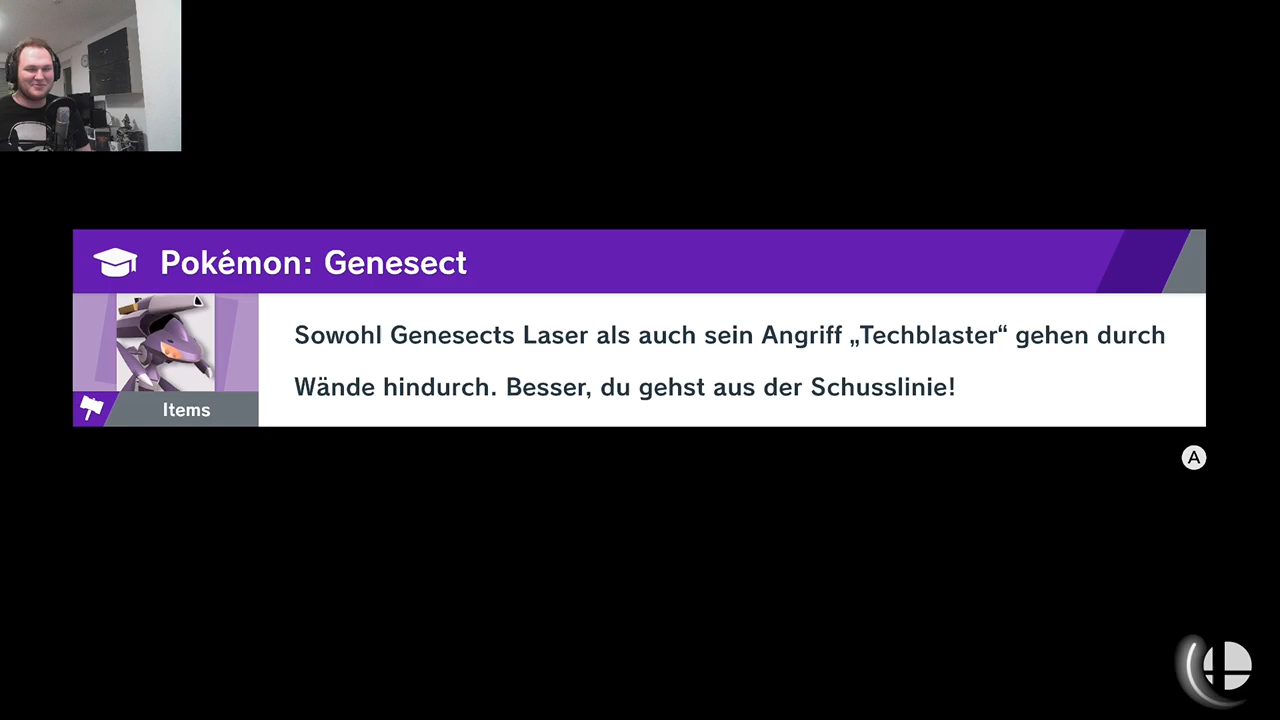 Pokémon: Genesect
Sowohl Genesects Laser als auch sein Angriff „Techblaster“ gehen durch
Wände hindurch. Besser, du gehst aus der Schusslinie!
Items
A